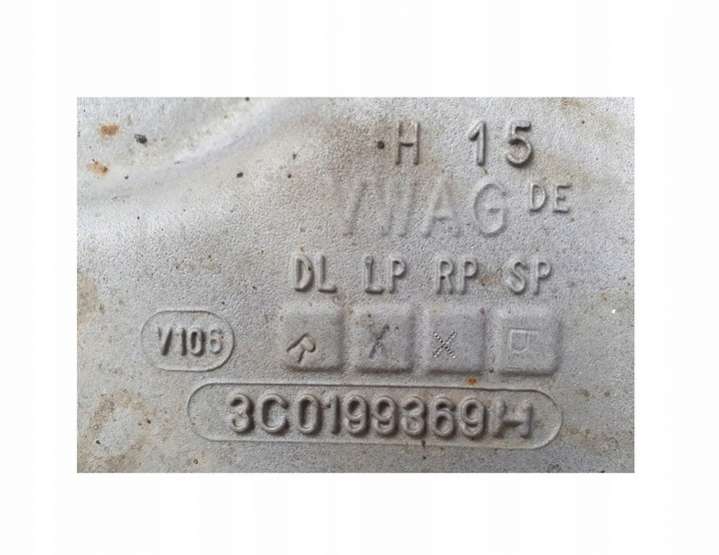 H 15
VWAG DE
DL LP RP SP
R X X
V106
3C0199369H